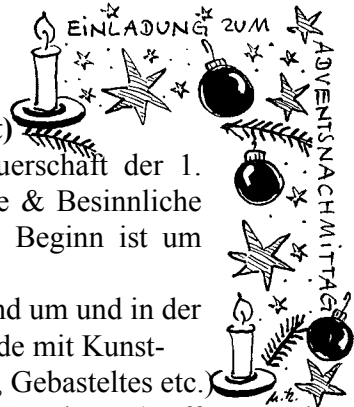 EINLADUNG ZUM
ADVENTSNACHMITTAG
t)
uerschaft der 1.
e & Besinnliche
Beginn ist um
nd um und in der
de mit Kunst-
, Gebasteltes etc.)